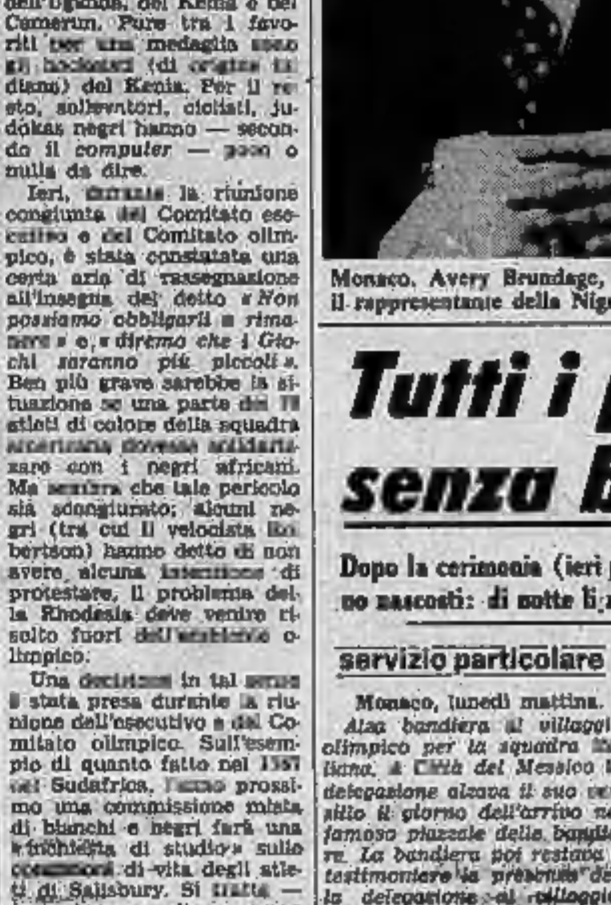 dell'Uganda, del Kenia e del
Camerun. Pure tra i favo-
riti per una medaglia sono
gli hockeisti (di origine in-
diana) del Kenia. Per il re-
sto, sollevatori, ciclisti, ju-
dokas negri hanno — secon-
do il computer — poco o
nulla da dire.
Ieri, durante la riunione
congiunta del Comitato ese-
cutivo e del Comitato olim-
pico, è stata constatata una
certa aria di rassegnazione
all'insegna del detto « Non
possiamo obbligarli a rima-
nere » e, « diremo che i Gio-
chi saranno più piccoli ».
Ben più grave sarebbe la si-
tuazione se una parte dei
atleti di colore della squadra
americana dovesse solidariz-
zare con i negri africani.
Ma sembra che tale pericolo
sia scongiurato; alcuni ne-
gri (tra cui il velocista Ro-
bertson) hanno detto di non
avere alcuna intenzione di
protestare, il problema del-
la Rhodesia deve venire ri-
solto fuori dell'ambiente o-
limpico.
Una decisione in tal senso
è stata presa durante la riu-
nione dell'esecutivo e del Co-
mitato olimpico. Sull'esem-
pio di quanto fatto nel 1967
nel Sudafrica, l'anno prossi-
mo una commissione mista
di bianchi e negri farà una
« inchiesta di studio » sulle
condizioni di vita degli atle-
ti di Salisbury. Si tratta —
Monaco. Avery Brundage,
il rappresentante della Nig
Tutti i
senza
Dopo la cerimonia (ieri
no nascosti: di notte li
servizio particolare
Monaco, lunedì mattina.
Alza bandiera al villaggi
olimpico per la squadra ita
liana. A Città del Messico
delegazione alzava il suo ves
sillo il giorno dell'arrivo ne
famoso piazzale delle bandie
re. La bandiera poi restava
testimoniare la presenza de
la delegazione al villaggi